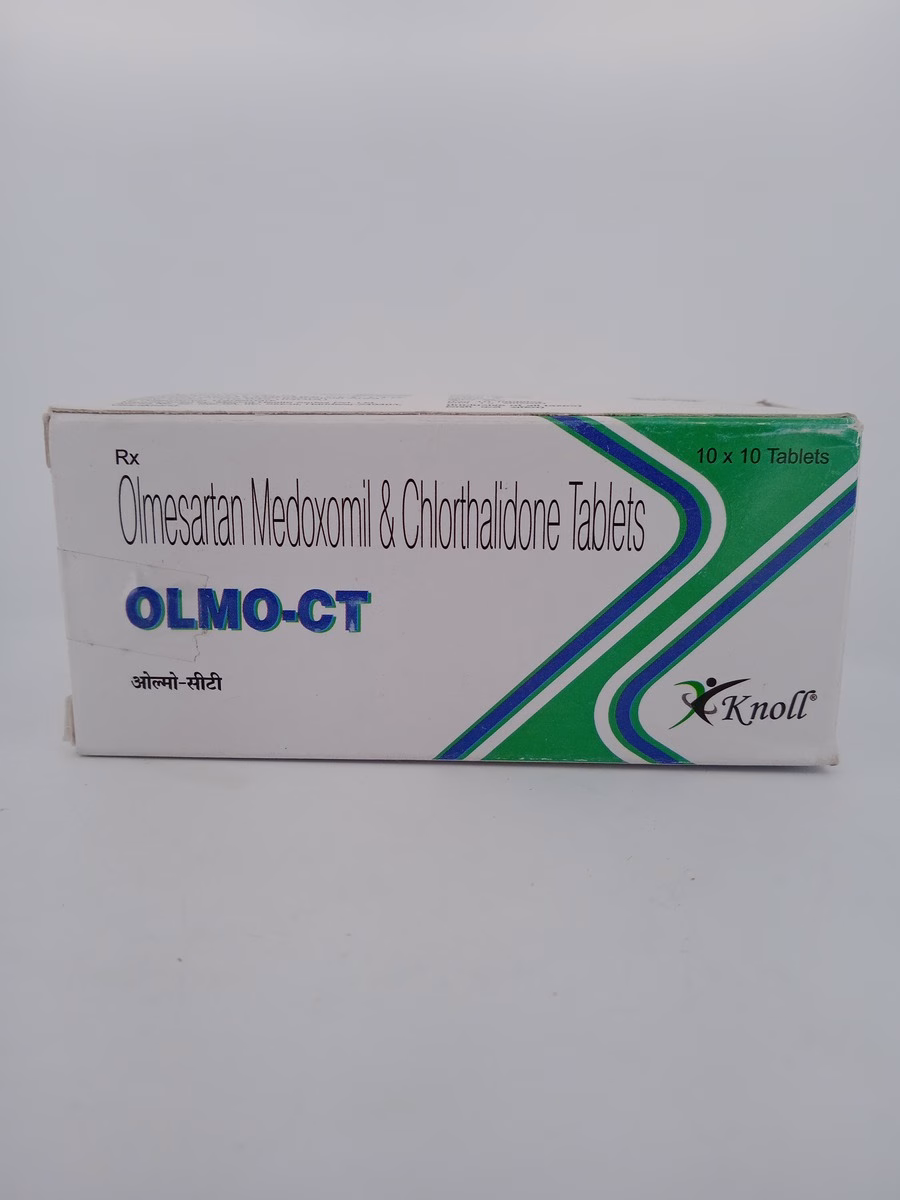 Rx
10 x 10 Tablets
Olmesartan Medoxomil & Chlorthalidone Tablets
OLMO-CT
ओल्मो-सीटी
Knoll®